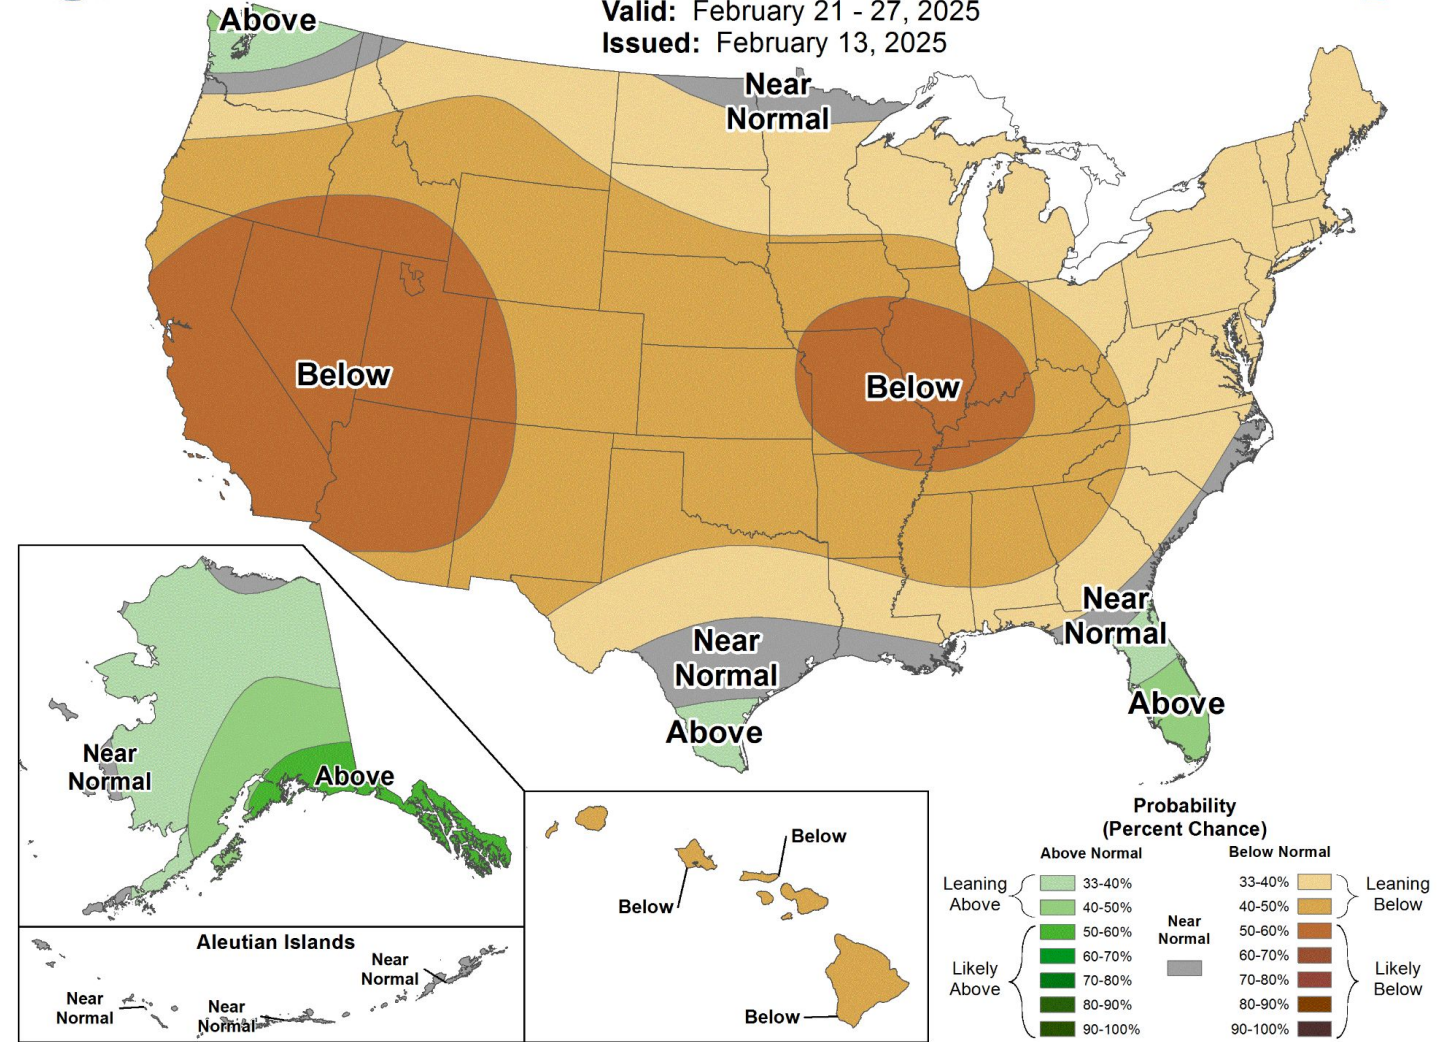 Valid: February 21 - 27, 2025
Issued: February 13, 2025
Above
Near
Normal
Below
Below
Near
Normal
Near
Normal
Above
Above
Near
Normal
Above
Aleutian Islands
Near
Normal
Near
Normal
Near
Normal
Below
Below
Below
Probability
(Percent Chance)
Above Normal
Below Normal
Leaning
Above
33-40%
40-50%
Likely
Above
50-60%
60-70%
70-80%
80-90%
90-100%
Near
Normal
33-40%
40-50%
Leaning
Below
50-60%
60-70%
70-80%
80-90%
90-100%
Likely
Below